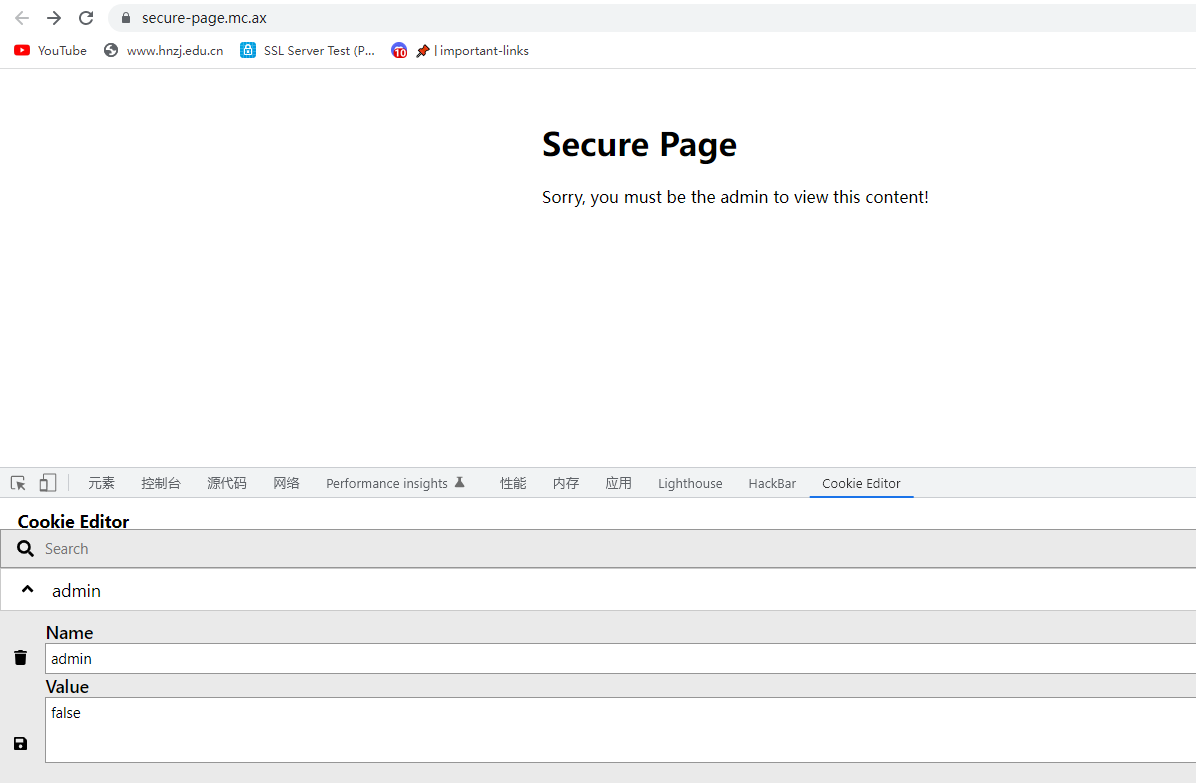 secure-page.mc.ax
YouTube www.hnzj.edu.cn SSL Server Test (P... 10 | important-links
Secure Page
Sorry, you must be the admin to view this content!
元素 控制台 源代码 网络 Performance insights 性能 内存 应用 Lighthouse HackBar Cookie Editor
Cookie Editor
Search
admin
Name
admin
Value
false